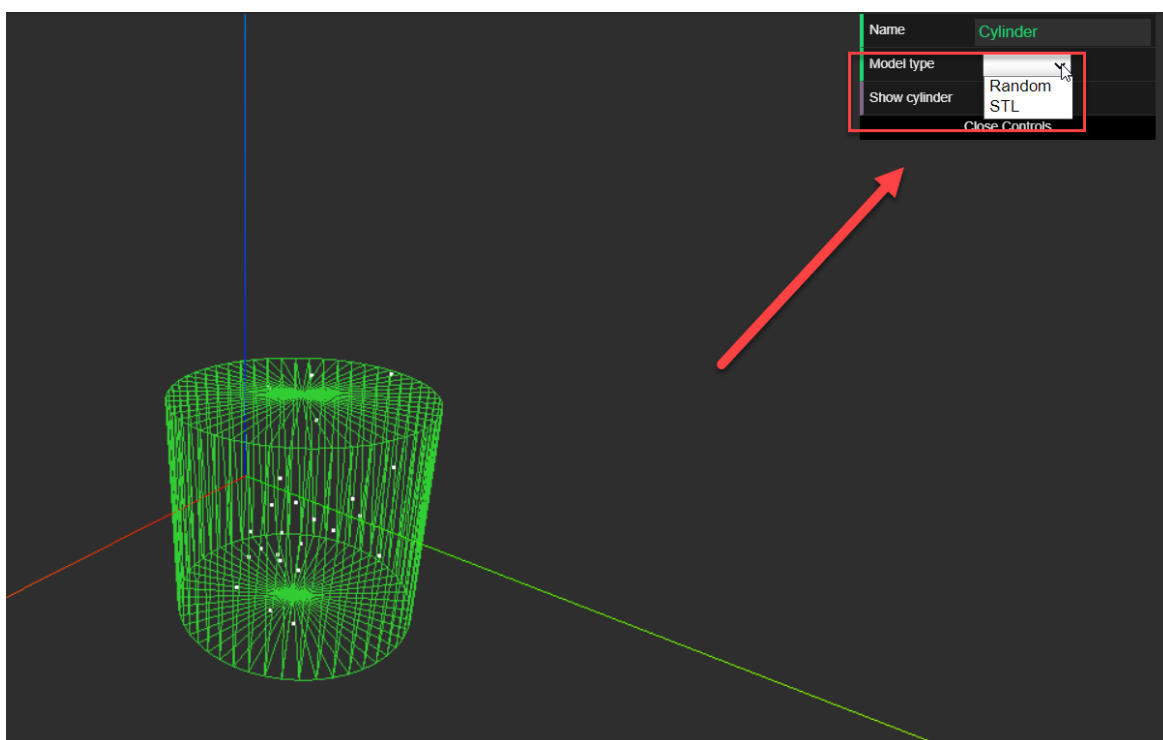 Name Cylinder
Model type
Random
Show cylinder
STL
Close Controls